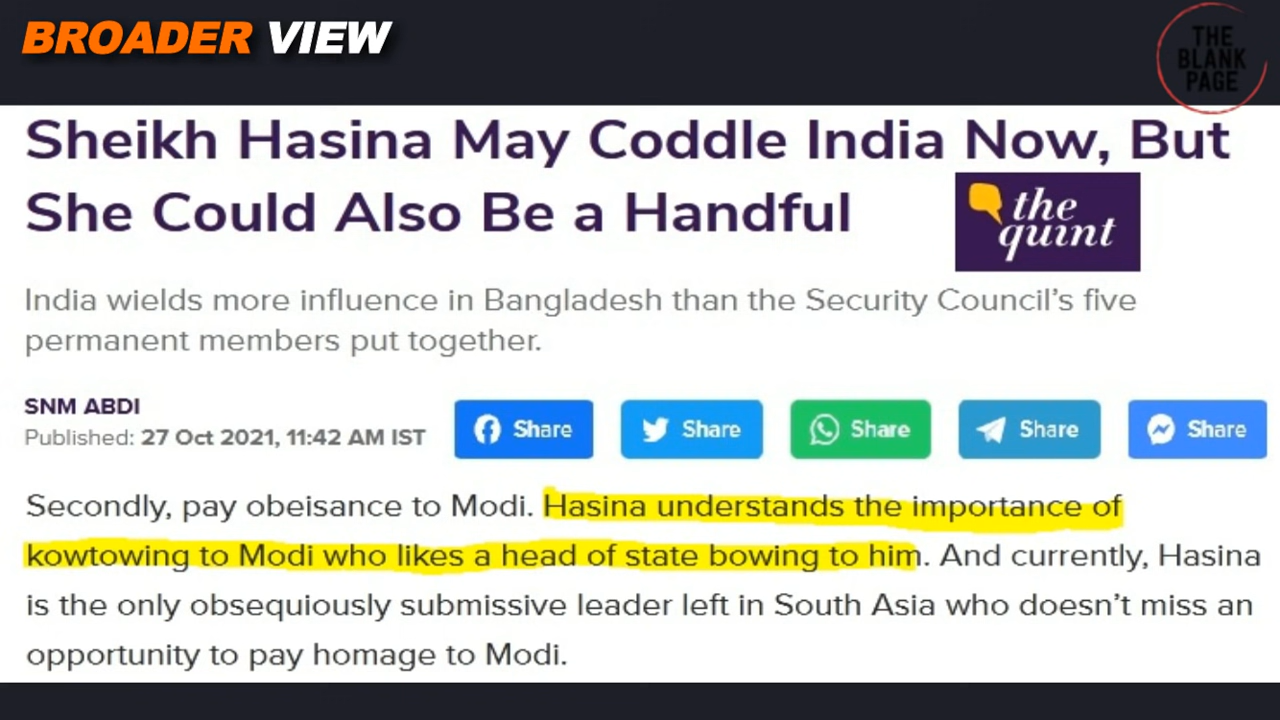 BROADER VIEW
THE
BLANK
PAGE
Sheikh Hasina May Coddle India Now, But
She Could Also Be a Handful
the
quint
India wields more influence in Bangladesh than the Security Council's five
permanent members put together.
SNM ABDI
Published: 27 Oct 2021, 11:42 AM IST
Share
Share
Share
Share
Share
Secondly, pay obeisance to Modi. Hasina understands the importance of
kowtowing to Modi who likes a head of state bowing to him. And currently, Hasina
is the only obsequiously submissive leader left in South Asia who doesn't miss an
opportunity to pay homage to Modi.